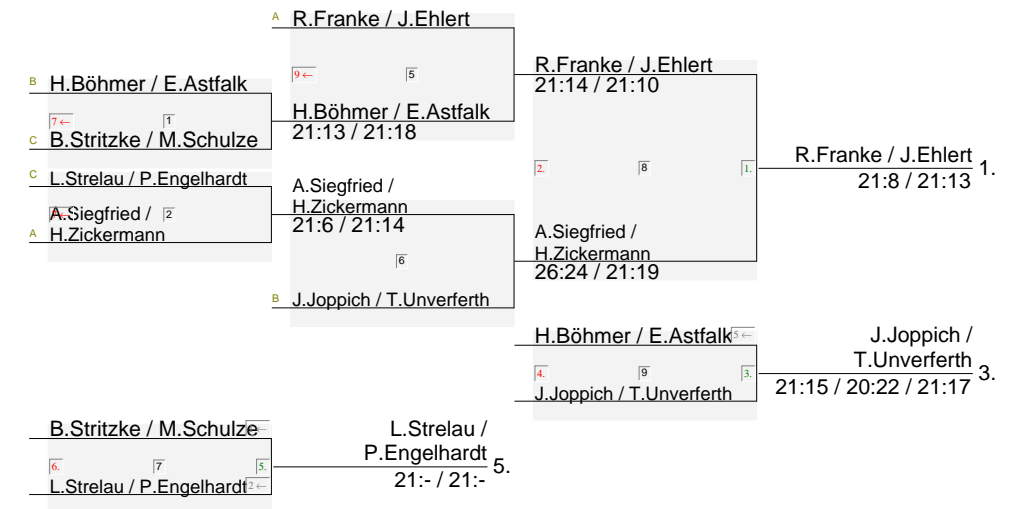 A R.Franke / J.Ehlert
9← 5
H.Böhmer / E.Astfalk
21:13 / 21:18
B H.Böhmer / E.Astfalk
7← 1
C B.Stritzke / M.Schulze
C L.Strelau / P.Engelhardt
A.Siegfried / 2
A H.Zickermann
A.Siegfried /
H.Zickermann
21:6 / 21:14
6
B J.Joppich / T.Unverferth
R.Franke / J.Ehlert
21:14 / 21:10
2. 8 1.
A.Siegfried /
H.Zickermann
26:24 / 21:19
R.Franke / J.Ehlert 1.
21:8 / 21:13
H.Böhmer / E.Astfalk 5←
4. 9 3.
J.Joppich / T.Unverferth
J.Joppich /
T.Unverferth 3.
21:15 / 20:22 / 21:17
B.Stritzke / M.Schulze ←
6. 7 5.
L.Strelau / P.Engelhardt 2←
L.Strelau /
P.Engelhardt 5.
21:- / 21:-